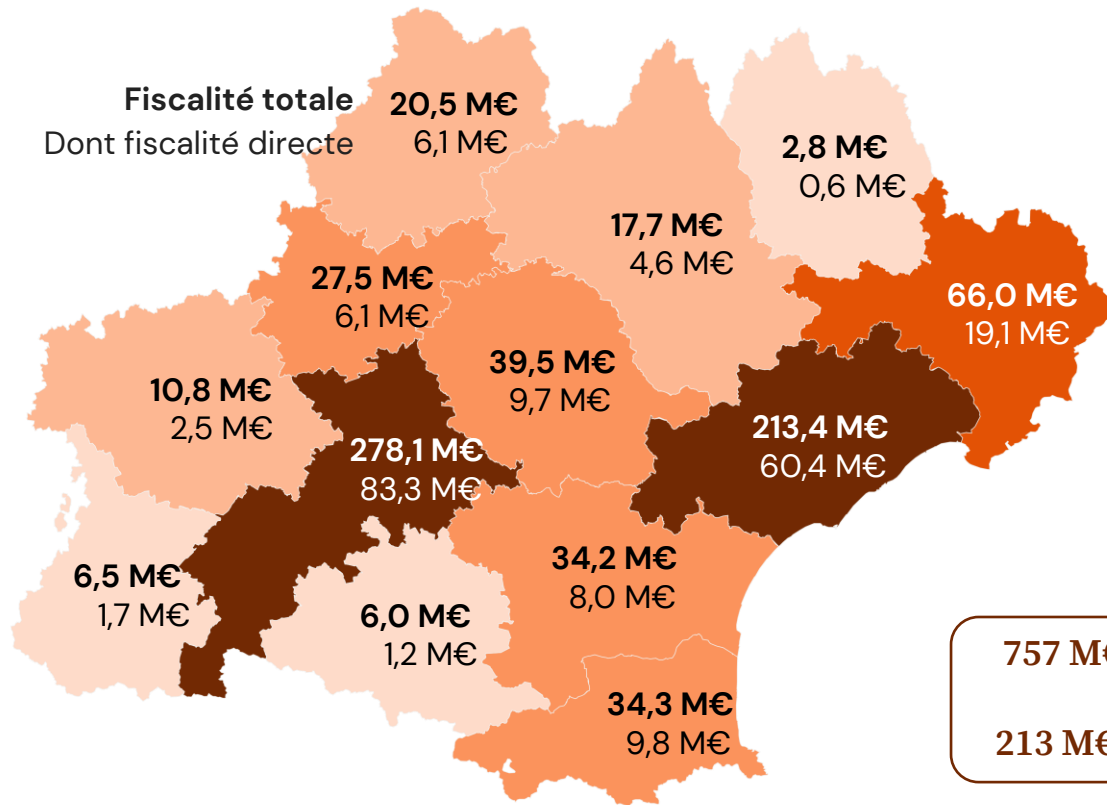 Fiscalité totale
Dont fiscalité directe
20,5 M€
6,1 M€
2,8 M€
0,6 M€
17,7 M€
4,6 M€
27,5 M€
6,1 M€
66,0 M€
19,1 M€
39,5 M€
9,7 M€
10,8 M€
2,5 M€
213,4 M€
60,4 M€
278,1 M€
83,3 M€
34,2 M€
8,0 M€
6,5 M€
1,7 M€
6,0 M€
1,2 M€
757 M€
34,3 M€
9,8 M€
213 M€